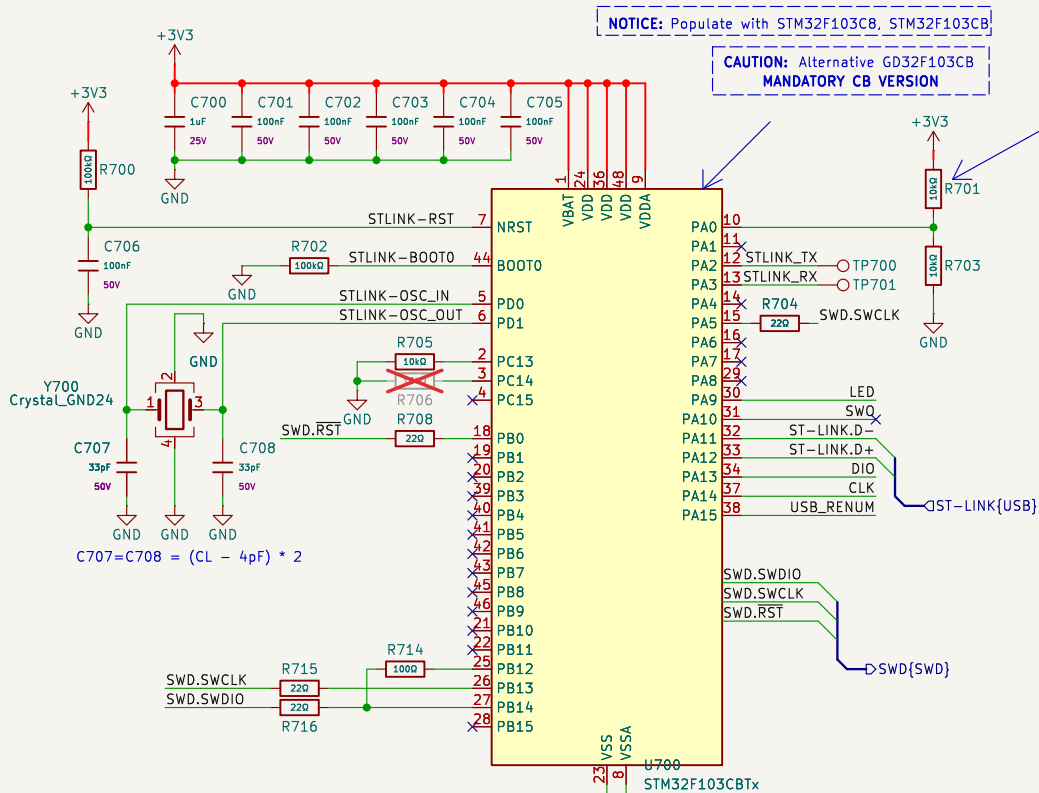 NOTICE: Populate with STM32F103C8, STM32F103CB
CAUTION: Alternative GD32F103CB
MANDATORY CB VERSION
+3V3
+3V3
+3V3
C700
1uF
25V
C701
100nF
50V
C702
100nF
50V
C703
100nF
50V
C704
100nF
50V
C705
100nF
50V
GND
100kΩ
R700
C706
100nF
50V
GND
STLINK-RST
R702
100kΩ
GND
STLINK-BOOT0
STLINK-OSC_IN
STLINK-OSC_OUT
GND
Y700
Crystal_GND24
1
2
3
4
C707
33pF
50V
C708
33pF
50V
GND
GND
GND
C707=C708 = (CL - 4pF) * 2
R705
10kΩ
R706
GND
SWD.RST
R708
22Ω
R714
100Ω
SWD.SWCLK
R715
22Ω
SWD.SWDIO
22Ω
R716
1 VBAT
24 VDD
36 VDD
48 VDD
9 VDDA
7 NRST
44 BOOT0
5 PD0
6 PD1
2 PC13
3 PC14
4 PC15
18 PB0
19 PB1
20 PB2
39 PB3
40 PB4
41 PB5
42 PB6
43 PB7
45 PB8
46 PB9
21 PB10
22 PB11
25 PB12
26 PB13
27 PB14
28 PB15
PA0 10
PA1 11
PA2 12 STLINK_TX TP700
PA3 13 STLINK_RX TP701
PA4 14
R704
PA5 15 22Ω SWD.SWCLK
PA6 16
PA7 17
PA8 29
PA9 30 LED
PA10 31 SWO
PA11 32 ST-LINK.D-
PA12 33 ST-LINK.D+
PA13 34 DIO
PA14 37 CLK
PA15 38 USB_RENUM
ST-LINK{USB}
10kΩ
R701
10kΩ
R703
GND
SWD.SWDIO
SWD.SWCLK
SWD.RST
SWD{SWD}
VSS 23
VSSA 8
U700
STM32F103CBTx